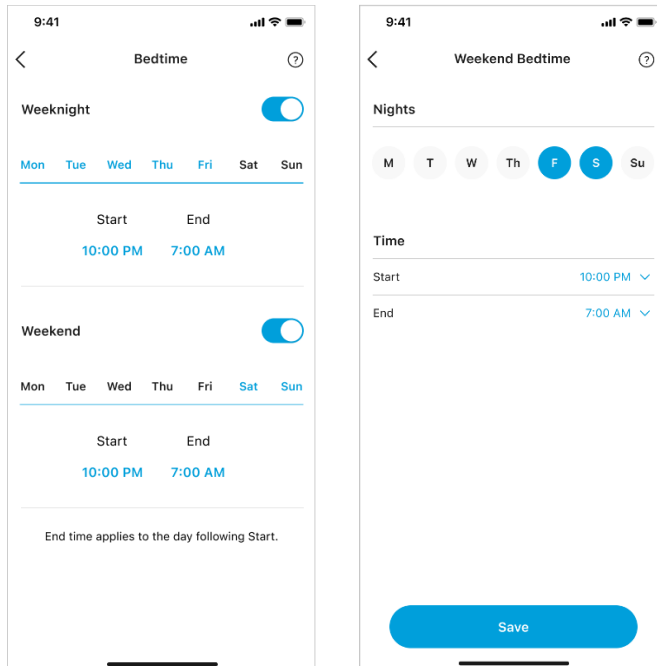 9:41
Bedtime
?
Weeknight
Mon Tue Wed Thu Fri Sat Sun
Start End
10:00 PM 7:00 AM
Weekend
Mon Tue Wed Thu Fri Sat Sun
Start End
10:00 PM 7:00 AM
End time applies to the day following Start.
9:41
Weekend Bedtime
?
Nights
M T W Th F S Su
Time
Start 10:00 PM
End 7:00 AM
Save